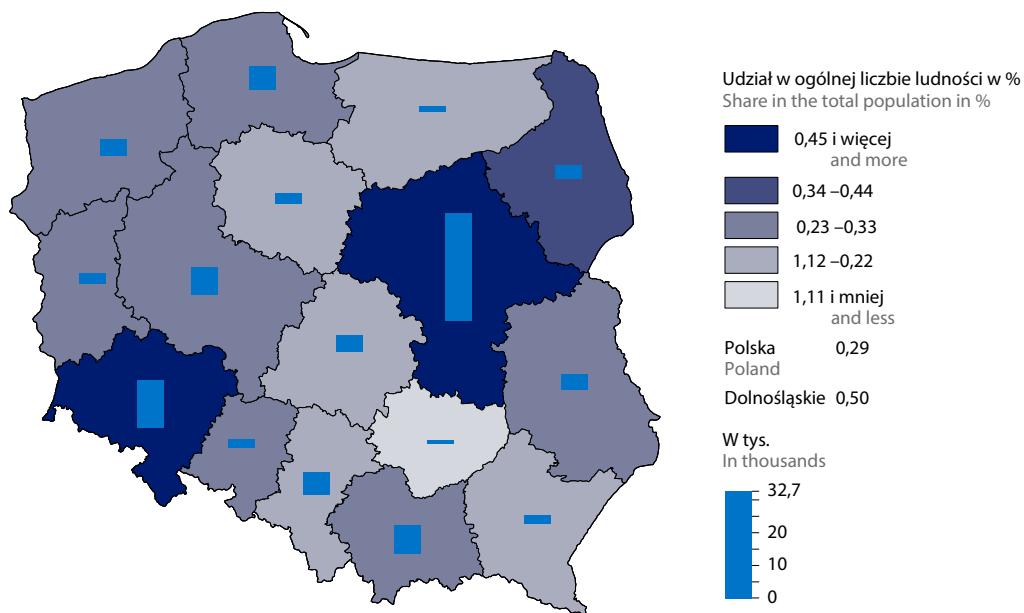 Udział w ogólnej liczbie ludności w %
Share in the total population in %
0,45 i więcej
and more
0,34 –0,44
0,23 –0,33
1,12 –0,22
1,11 i mniej
and less
Polska 0,29
Poland
Dolnośląskie 0,50
W tys.
In thousands
32,7
20
10
0